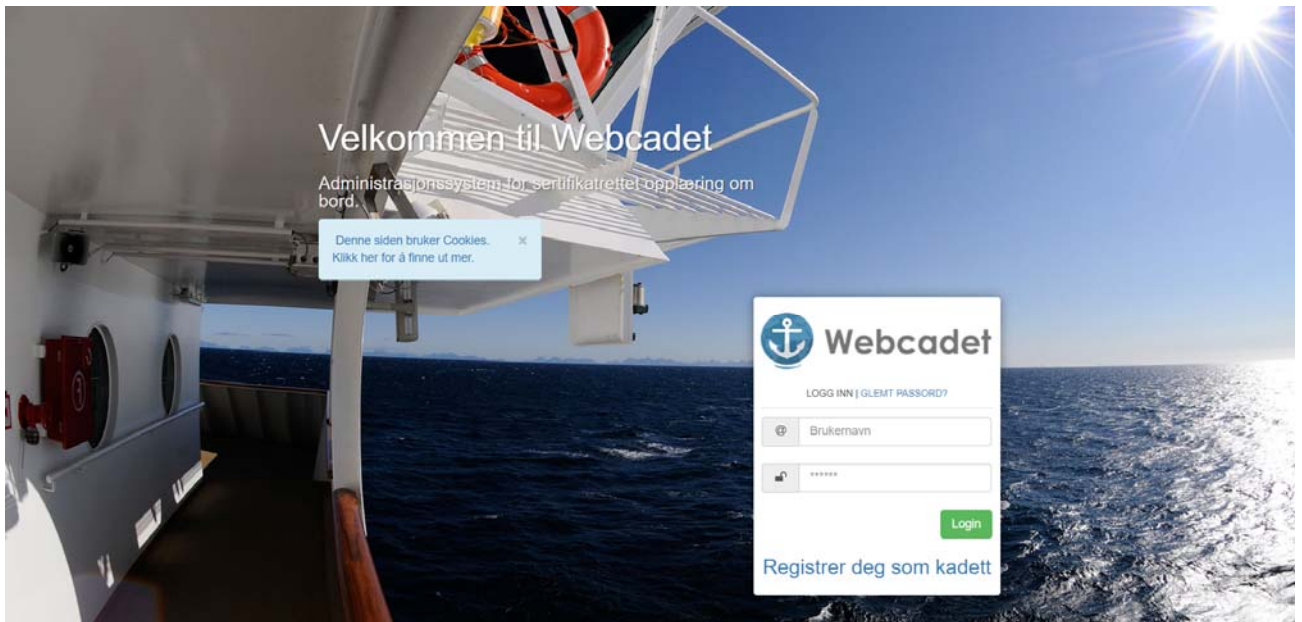 Velkommen til Webcadet
Administrasjonssystem for sertifikatrettet opplæring om
bord.
Denne siden bruker Cookies. ×
Klikk her for å finne ut mer.
Webcadet
LOGG INN | GLEMT PASSORD?
@ Brukernavn
******
Login
Registrer deg som kadett